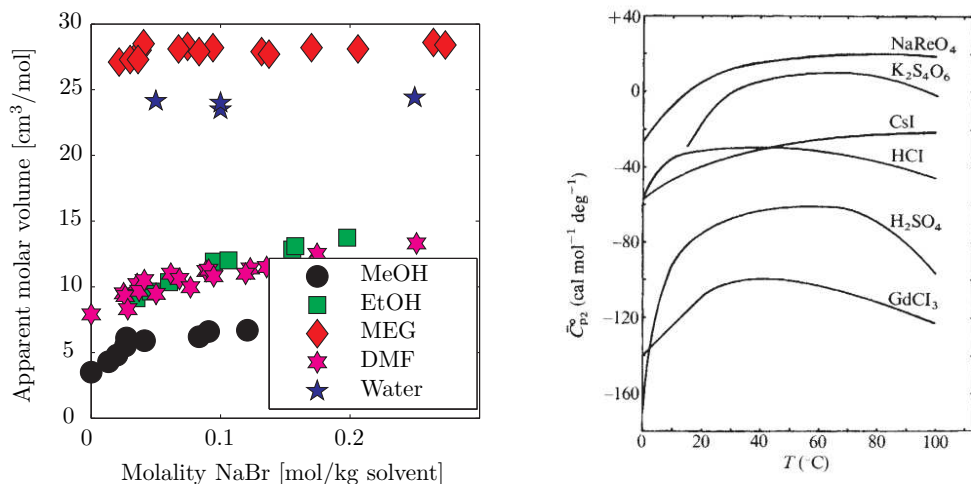 30
25
20
15
10
5
0
0
0.1
0.2
Apparent molar volume [cm³/mol]
Molality NaBr [mol/kg solvent]
MeOH
EtOH
MEG
DMF
Water
+40
0
−40
−80
−120
−160
0
20
40
60
80
100
C̄°p2 (cal mol⁻¹ deg⁻¹)
T (°C)
NaReO₄
K₂S₄O₆
CsI
HCI
H₂SO₄
GdCI₃